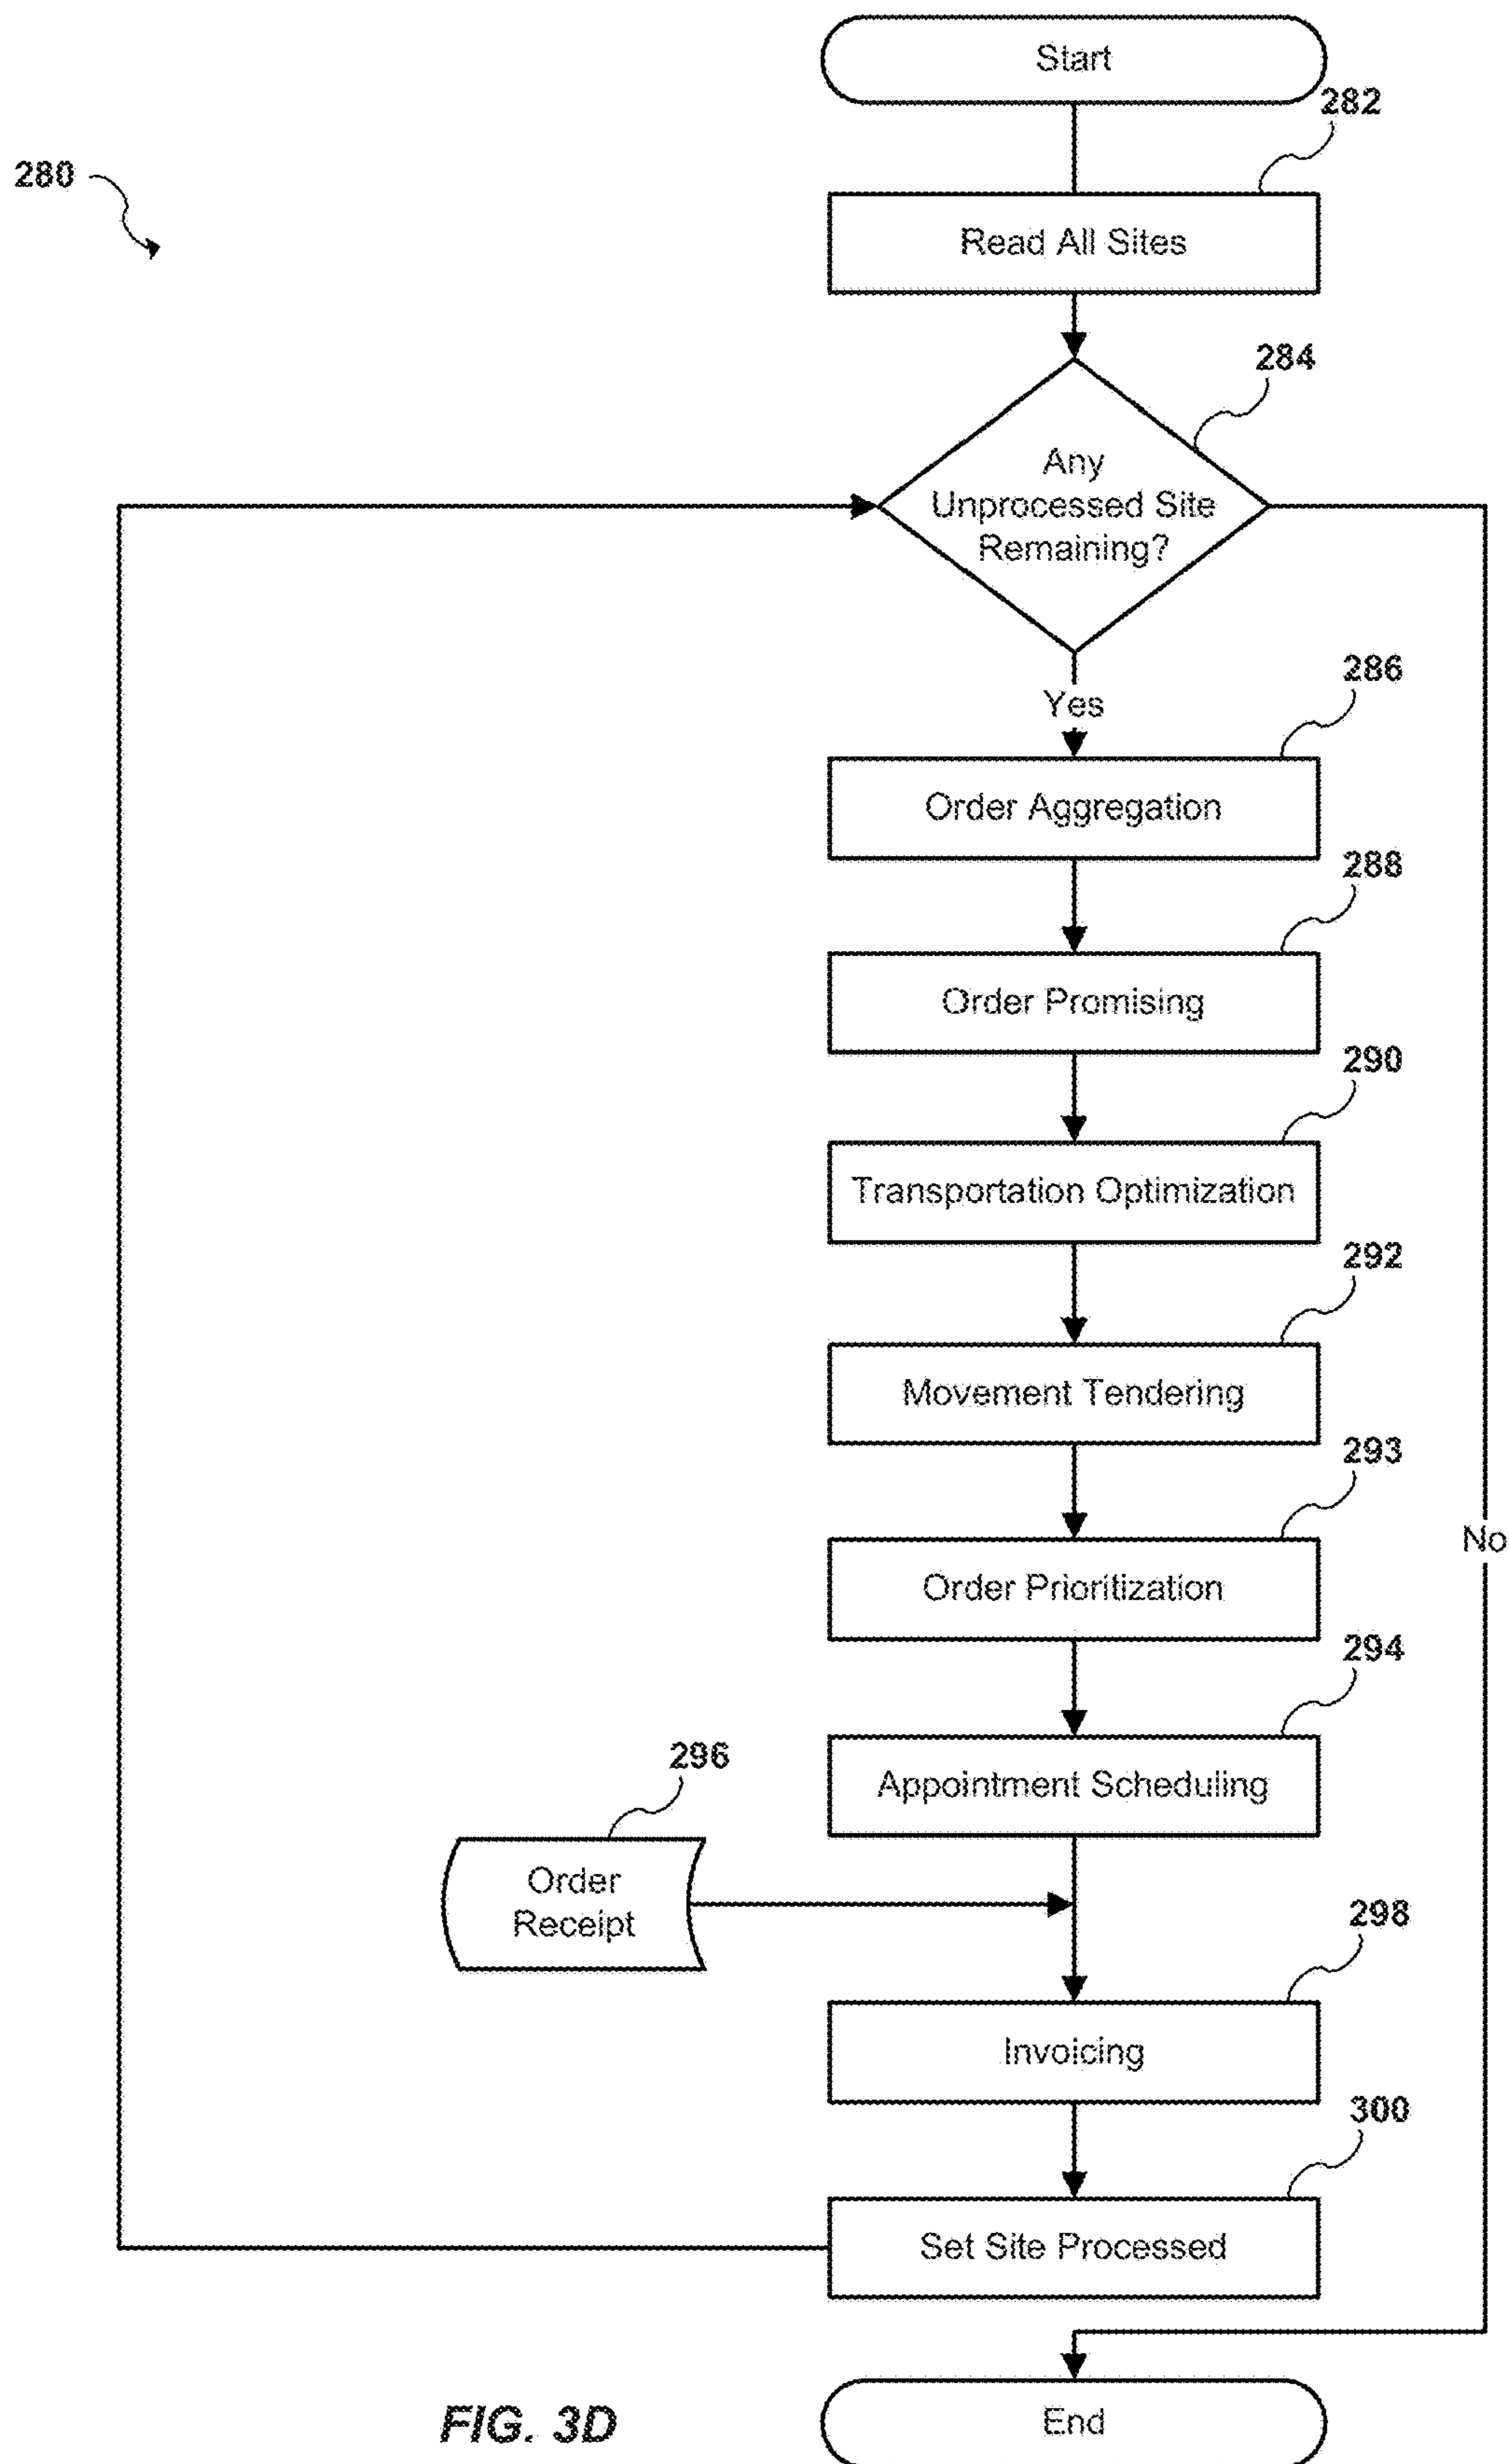 Start
282
280
Read All Sites
284
Any
Unprocessed Site
Remaining?
Yes
286
Order Aggregation
288
Order Promising
290
Transportation Optimization
292
Movement Tendering
293
No
Order Prioritization
294
Appointment Scheduling
296
Order
Receipt
298
Invoicing
300
Set Site Processed
End
FIG. 3D